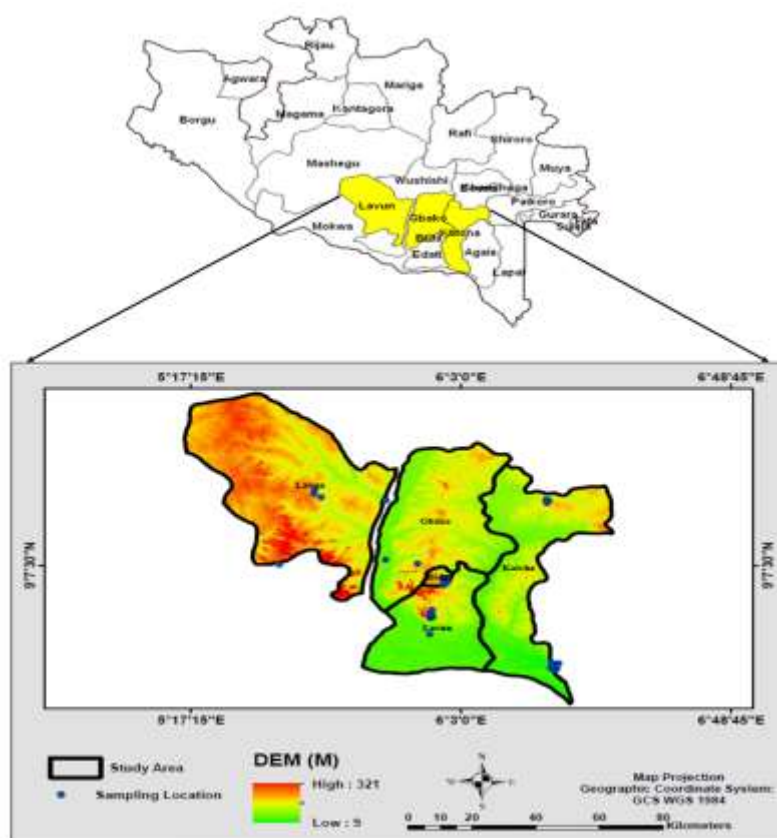 Rijau
Agwara
Mariga
Borgu
Magama
Kontagora
Rafi
Shiroro
Mashegu
Muya
Wushishi
Paikoro
Lavun
Gbako
Gurara
Mokwa
Katcha
Edati
Agaie
Lapai
5°17'15"E 6°3'0"E 6°48'45"E
Gbako
Katcha
9°7'30"N 9°7'30"N
5°17'15"E 6°3'0"E 6°48'45"E
Study Area
Sampling Location
DEM (M)
High : 321
Low : 5
N
W E
S
0 10 20 40 60 80
Kilometers
Map Projection
Geographic Coordinate System:
GCS WGS 1984